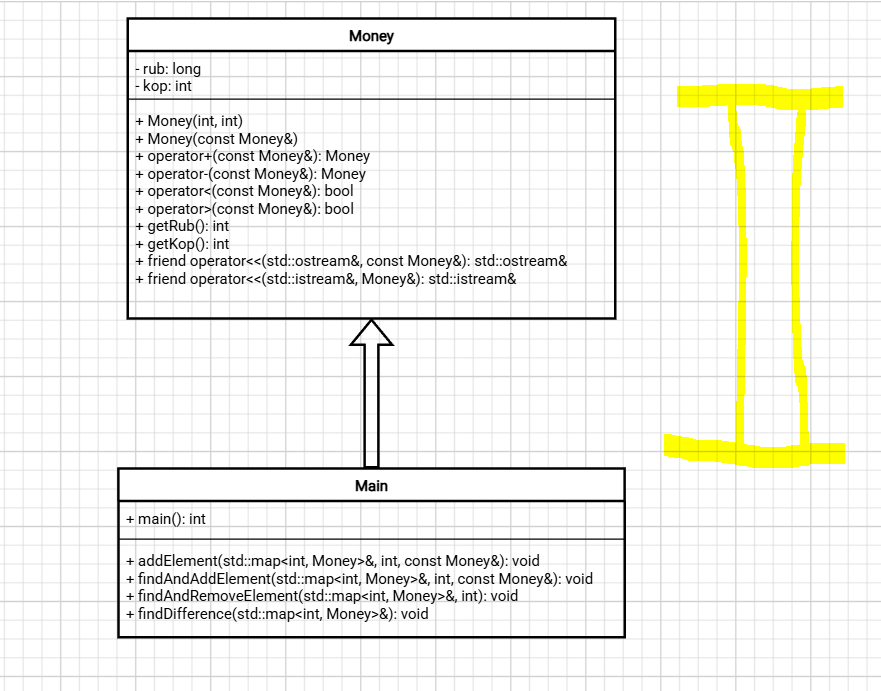 Money
- rub: long
- kop: int
+ Money(int, int)
+ Money(const Money&)
+ operator+(const Money&): Money
+ operator-(const Money&): Money
+ operator<(const Money&): bool
+ operator>(const Money&): bool
+ getRub(): int
+ getKop(): int
+ friend operator<<(std::ostream&, const Money&): std::ostream&
+ friend operator<<(std::istream&, Money&): std::istream&
Main
+ main(): int
+ addElement(std::map<int, Money>&, int, const Money&): void
+ findAndAddElement(std::map<int, Money>&, int, const Money&): void
+ findAndRemoveElement(std::map<int, Money>&, int): void
+ findDifference(std::map<int, Money>&): void